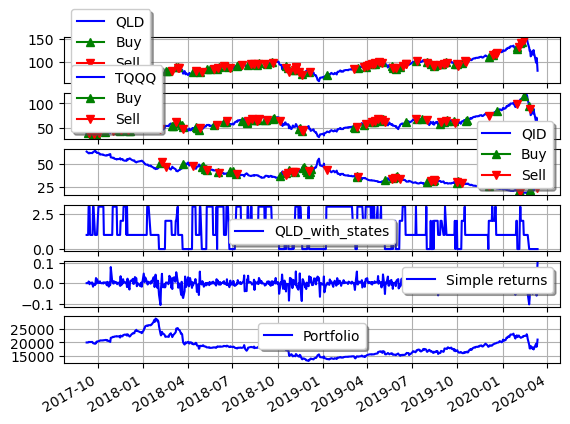 QLD
Buy
Sell
150
100
TQQQ
Buy
Sell
100
50
QID
Buy
Sell
50
25
2.5
0.0
QLD_with_states
0.1
0.0
−0.1
Simple returns
25000
20000
15000
Portfolio
2017-10
2018-01
2018-04
2018-07
2018-10
2019-01
2019-04
2019-07
2019-10
2020-01
2020-04